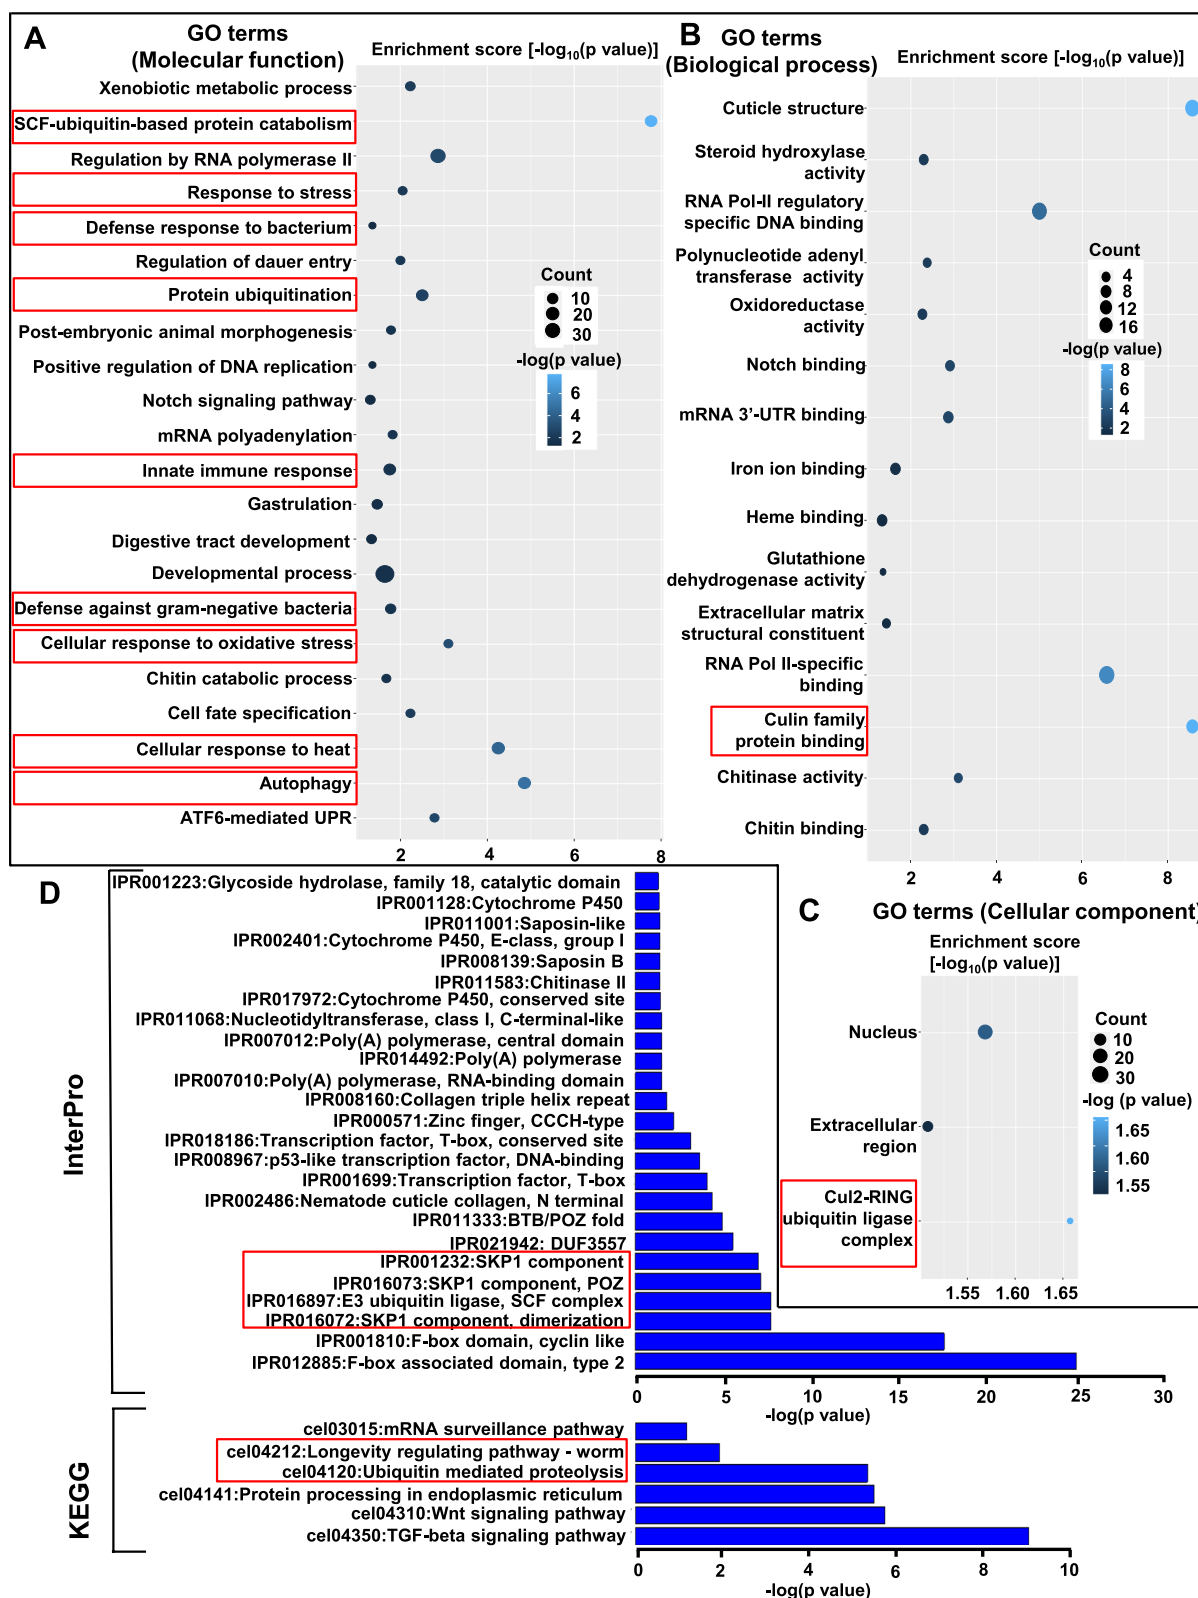 A
GO terms
(Molecular function)
Enrichment score [-log10(p value)]
Xenobiotic metabolic process
SCF-ubiquitin-based protein catabolism
Regulation by RNA polymerase II
Response to stress
Defense response to bacterium
Regulation of dauer entry
Protein ubiquitination
Post-embryonic animal morphogenesis
Positive regulation of DNA replication
Notch signaling pathway
mRNA polyadenylation
Innate immune response
Gastrulation
Digestive tract development
Developmental process
Defense against gram-negative bacteria
Cellular response to oxidative stress
Chitin catabolic process
Cell fate specification
Cellular response to heat
Autophagy
ATF6-mediated UPR
Count
10
20
30
-log(p value)
6
4
2
2 4 6 8
B
GO terms
(Biological process)
Enrichment score [-log10(p value)]
Cuticle structure
Steroid hydroxylase
activity
RNA Pol-II regulatory
specific DNA binding
Polynucleotide adenyl
transferase activity
Oxidoreductase
activity
Notch binding
mRNA 3'-UTR binding
Iron ion binding
Heme binding
Glutathione
dehydrogenase activity
Extracellular matrix
structural constituent
RNA Pol II-specific
binding
Culin family
protein binding
Chitinase activity
Chitin binding
Count
4
8
12
16
-log(p value)
8
6
4
2
2 4 6 8
C
GO terms (Cellular component)
Enrichment score
[-log10(p value)]
Nucleus
Extracellular
region
Cul2-RING
ubiquitin ligase
complex
Count
10
20
30
-log (p value)
1.65
1.60
1.55
1.55 1.60 1.65
D
InterPro
IPR001223:Glycoside hydrolase, family 18, catalytic domain
IPR001128:Cytochrome P450
IPR011001:Saposin-like
IPR002401:Cytochrome P450, E-class, group I
IPR008139:Saposin B
IPR011583:Chitinase II
IPR017972:Cytochrome P450, conserved site
IPR011068:Nucleotidyltransferase, class I, C-terminal-like
IPR007012:Poly(A) polymerase, central domain
IPR014492:Poly(A) polymerase
IPR007010:Poly(A) polymerase, RNA-binding domain
IPR008160:Collagen triple helix repeat
IPR000571:Zinc finger, CCCH-type
IPR018186:Transcription factor, T-box, conserved site
IPR008967:p53-like transcription factor, DNA-binding
IPR001699:Transcription factor, T-box
IPR002486:Nematode cuticle collagen, N terminal
IPR011333:BTB/POZ fold
IPR021942: DUF3557
IPR001232:SKP1 component
IPR016073:SKP1 component, POZ
IPR016897:E3 ubiquitin ligase, SCF complex
IPR016072:SKP1 component, dimerization
IPR001810:F-box domain, cyclin like
IPR012885:F-box associated domain, type 2
0 5 10 15 20 25 30
-log(p value)
KEGG
cel03015:mRNA surveillance pathway
cel04212:Longevity regulating pathway - worm
cel04120:Ubiquitin mediated proteolysis
cel04141:Protein processing in endoplasmic reticulum
cel04310:Wnt signaling pathway
cel04350:TGF-beta signaling pathway
0 2 4 6 8 10
-log(p value)